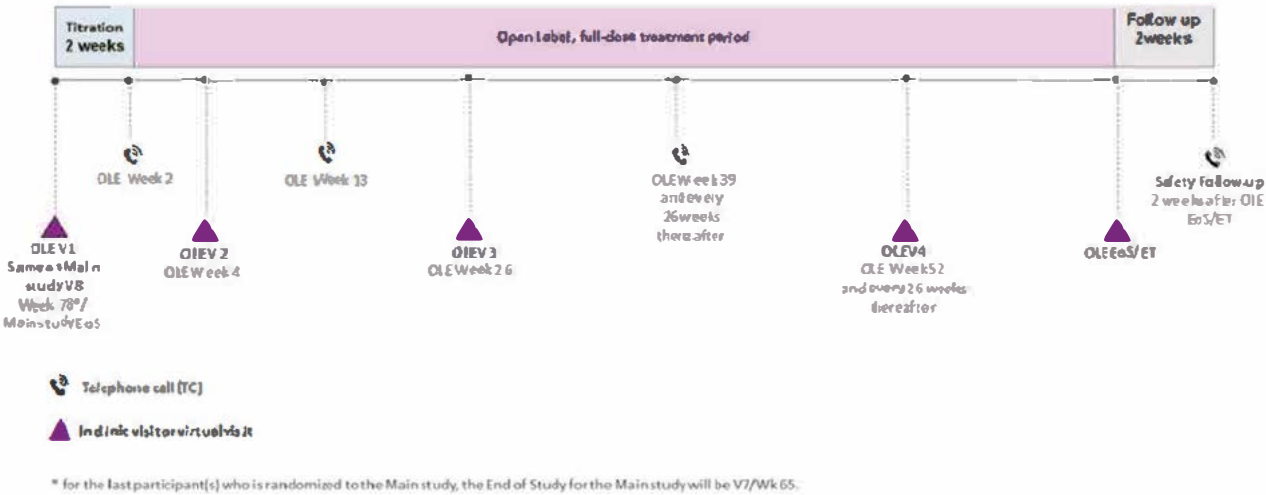 Titration
2 weeks
Open Label, full-dose treatment period
Follow up
2weeks
OLE Week 2
OLE Week 13
OLE Week 39
and every
26 weeks
thereafter
Safety Follow-up
2 weeks after OLE
EoS/ET
OLE V1
Same as Main
study V8
Week 78*/
Main study EoS
OLE V2
OLE Week 4
OLE V3
OLE Week 26
OLE V4
OLE Week 52
and every 26 weeks
thereafter
OLE EoS/ET
Telephone call (TC)
In clinic visit or virtual visit
* for the last participant(s) who is randomized to the Main study, the End of Study for the Main study will be V7/Wk 65.